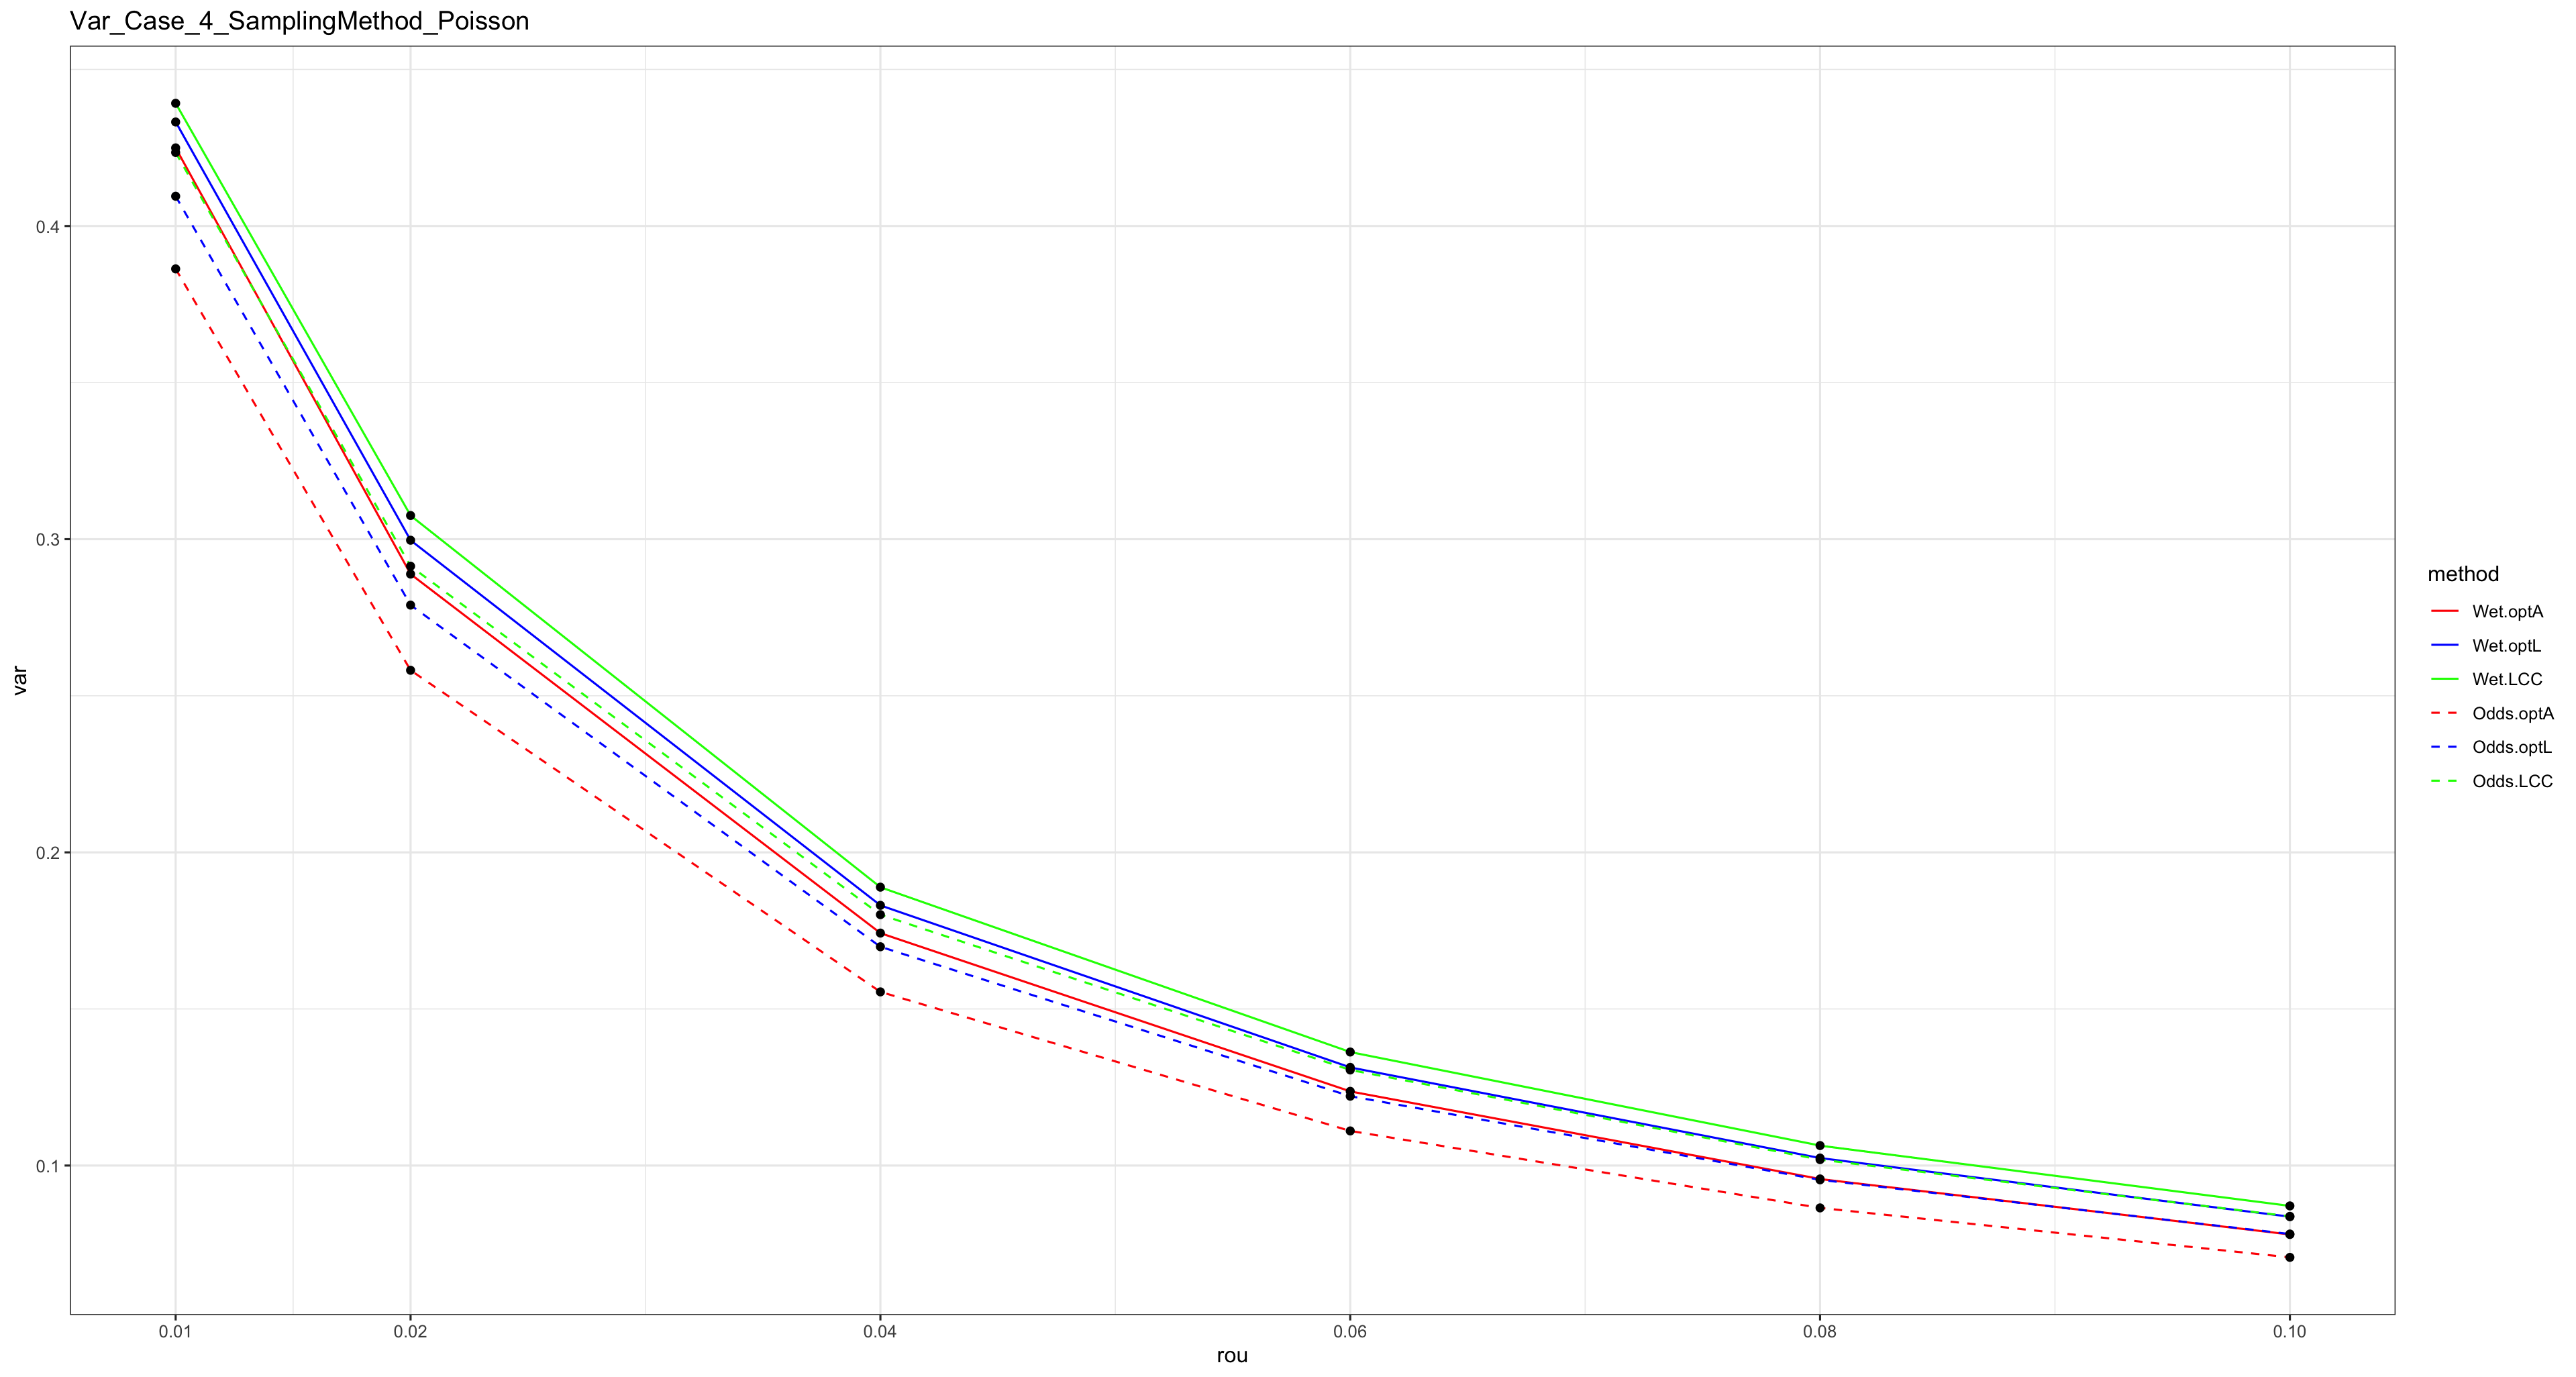 Var_Case_4_SamplingMethod_Poisson
var
0.4
0.3
0.2
0.1
0.01
0.02
0.04
0.06
0.08
0.10
rou
method
Wet.optA
Wet.optL
Wet.LCC
Odds.optA
Odds.optL
Odds.LCC